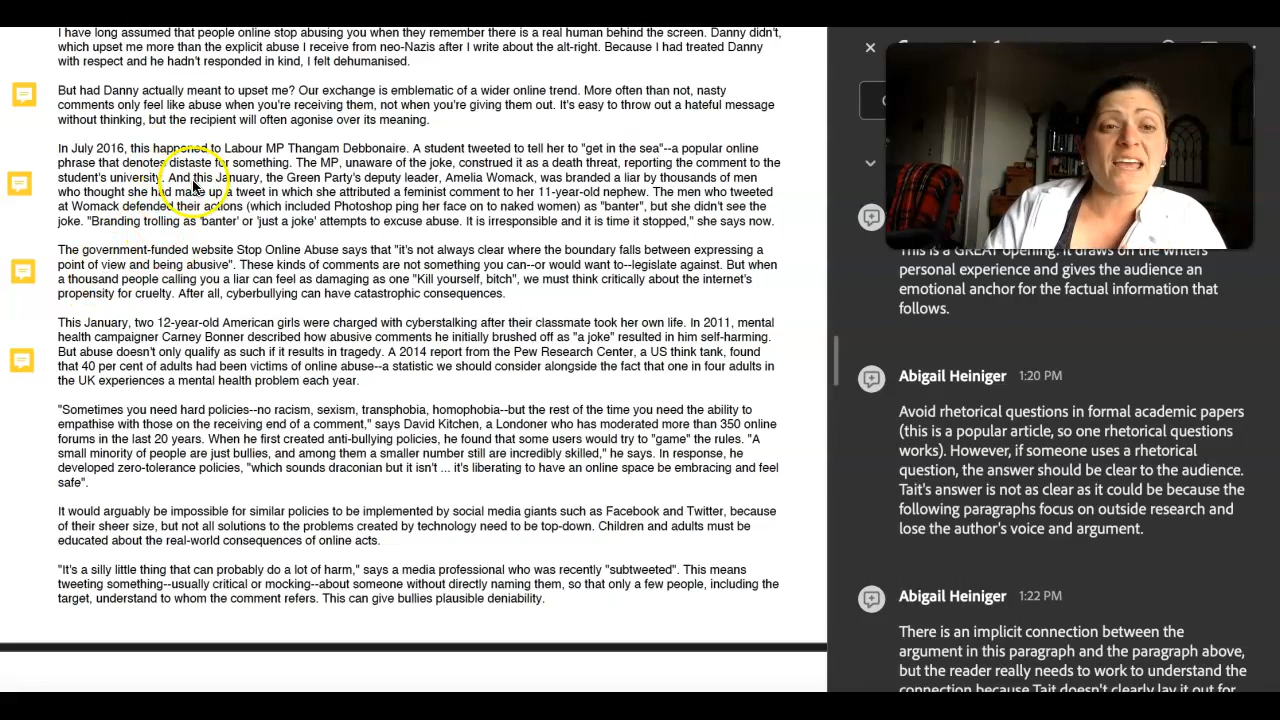 I have long assumed that people online stop abusing you when they remember there is a real human behind the screen. Danny didn't,
which upset me more than the explicit abuse I receive from neo-Nazis after I write about the alt-right. Because I had treated Danny
with respect and he hadn't responded in kind, I felt dehumanised.
But had Danny actually meant to upset me? Our exchange is emblematic of a wider online trend. More often than not, nasty
comments only feel like abuse when you're receiving them, not when you're giving them out. It's easy to throw out a hateful message
without thinking, but the recipient will often agonise over its meaning.
In July 2016, this happened to Labour MP Thangam Debbonaire. A student tweeted to tell her to "get in the sea"--a popular online
phrase that denotes distaste for something. The MP, unaware of the joke, construed it as a death threat, reporting the comment to the
student's university. And this January, the Green Party's deputy leader, Amelia Womack, was branded a liar by thousands of men
who thought she had made up a tweet in which she attributed a feminist comment to her 11-year-old nephew. The men who tweeted
at Womack defended their actions (which included Photoshop ping her face on to naked women) as "banter", but she didn't see the
joke. "Branding trolling as 'banter' or 'just a joke' attempts to excuse abuse. It is irresponsible and it is time it stopped," she says now.
The government-funded website Stop Online Abuse says that "it's not always clear where the boundary falls between expressing a
point of view and being abusive". These kinds of comments are not something you can--or would want to--legislate against. But when
a thousand people calling you a liar can feel as damaging as one "Kill yourself, bitch", we must think critically about the internet's
propensity for cruelty. After all, cyberbullying can have catastrophic consequences.
This January, two 12-year-old American girls were charged with cyberstalking after their classmate took her own life. In 2011, mental
health campaigner Carney Bonner described how abusive comments he initially brushed off as "a joke" resulted in him self-harming.
But abuse doesn't only qualify as such if it results in tragedy. A 2014 report from the Pew Research Center, a US think tank, found
that 40 per cent of adults had been victims of online abuse--a statistic we should consider alongside the fact that one in four adults in
the UK experiences a mental health problem each year.
"Sometimes you need hard policies--no racism, sexism, transphobia, homophobia--but the rest of the time you need the ability to
empathise with those on the receiving end of a comment," says David Kitchen, a Londoner who has moderated more than 350 online
forums in the last 20 years. When he first created anti-bullying policies, he found that some users would try to "game" the rules. "A
small minority of people are just bullies, and among them a smaller number still are incredibly skilled," he says. In response, he
developed zero-tolerance policies, "which sounds draconian but it isn't ... it's liberating to have an online space be embracing and feel
safe".
It would arguably be impossible for similar policies to be implemented by social media giants such as Facebook and Twitter, because
of their sheer size, but not all solutions to the problems created by technology need to be top-down. Children and adults must be
educated about the real-world consequences of online acts.
"It's a silly little thing that can probably do a lot of harm," says a media professional who was recently "subtweeted". This means
tweeting something--usually critical or mocking--about someone without directly naming them, so that only a few people, including the
target, understand to whom the comment refers. This can give bullies plausible deniability.
This is a GREAT opening. It draws on the writers
personal experience and gives the audience an
emotional anchor for the factual information that
follows.
Abigail Heiniger 1:20 PM
Avoid rhetorical questions in formal academic papers
(this is a popular article, so one rhetorical questions
works). However, if someone uses a rhetorical
question, the answer should be clear to the audience.
Tait's answer is not as clear as it could be because the
following paragraphs focus on outside research and
lose the author's voice and argument.
Abigail Heiniger 1:22 PM
There is an implicit connection between the
argument in this paragraph and the paragraph above,
but the reader really needs to work to understand the
connection because Tait doesn't clearly lay it out for